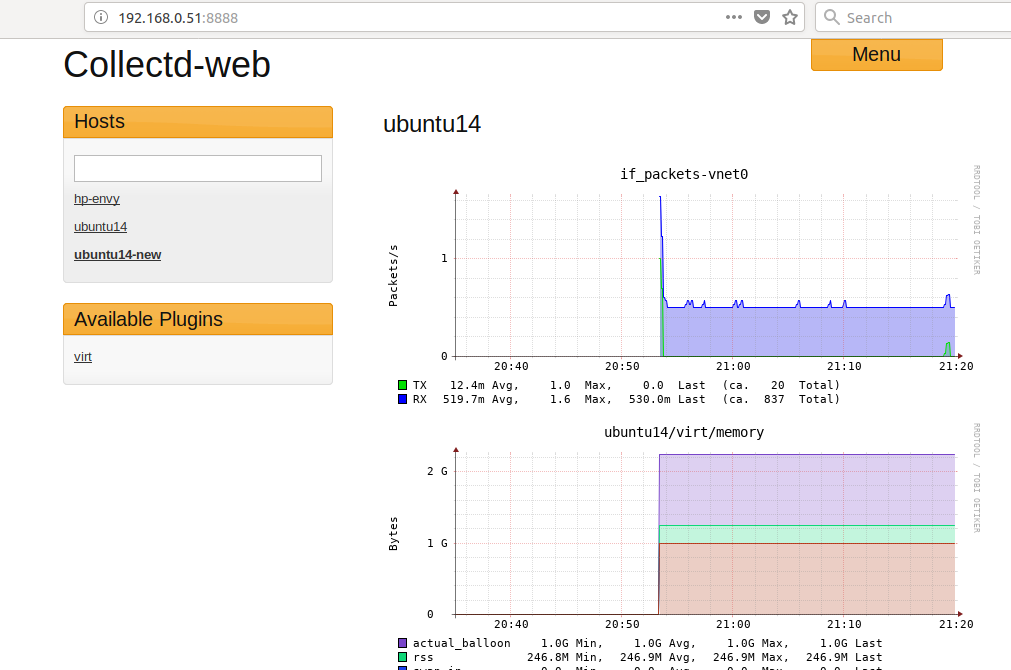 192.168.0.51:8888
Search
Collectd-web
Menu
Hosts
hp-envy
ubuntu14
ubuntu14-new
Available Plugins
virt
ubuntu14
if_packets-vnet0
RRDTOOL / TOBI OETIKER
Packets/s
1
0
20:40 20:50 21:00 21:10 21:20
TX 12.4m Avg, 1.0 Max, 0.0 Last (ca. 20 Total)
RX 519.7m Avg, 1.6 Max, 530.0m Last (ca. 837 Total)
ubuntu14/virt/memory
RRDTOOL / TOBI OETIKER
Bytes
2 G
1 G
0
20:40 20:50 21:00 21:10 21:20
actual_balloon 1.0G Min, 1.0G Avg, 1.0G Max, 1.0G Last
rss 246.8M Min, 246.9M Avg, 246.9M Max, 246.9M Last